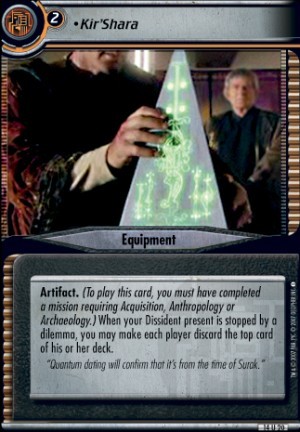 2
•Kir'Shara
Equipment
Artifact. (To play this card, you must have completed
a mission requiring Acquisition, Anthropology or
Archaeology.) When your Dissident present is stopped by a
dilemma, you may make each player discard the top card
of his or her deck.
"Quantum dating will confirm that it's from the time of Surak."
14 U 20